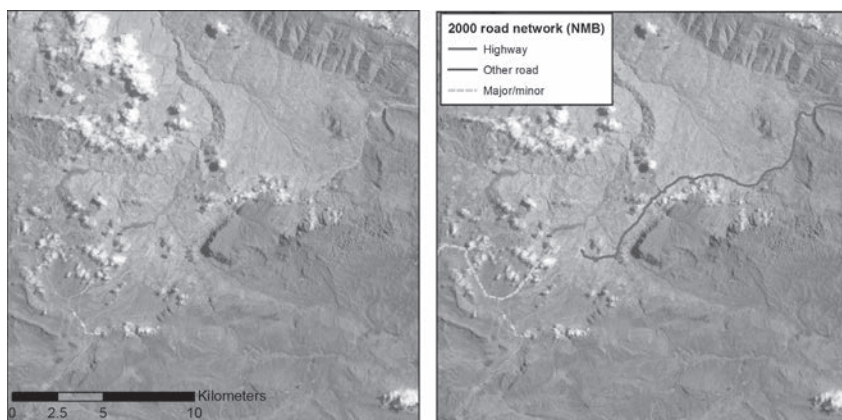 2000 road network (NMB)
Highway
Other road
Major/minor
Kilometers
0 2.5 5 10